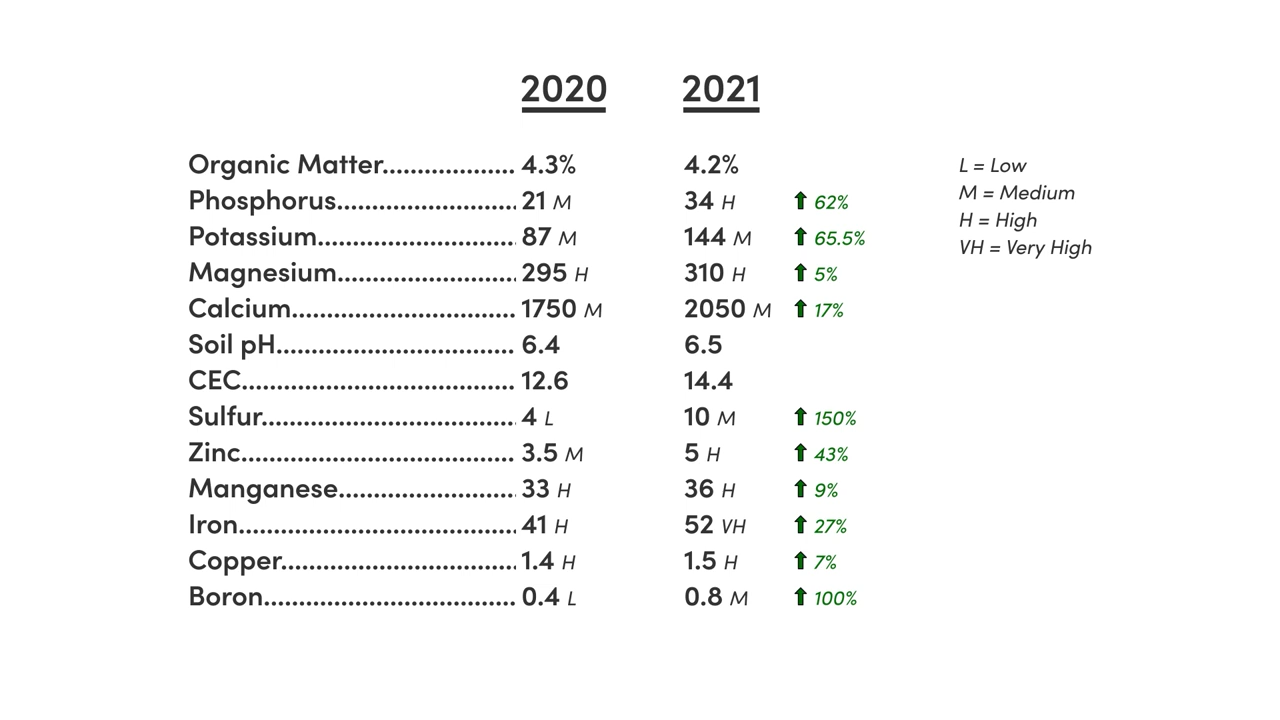 2020 2021
Organic Matter................... 4.3% 4.2% L = Low
Phosphorus......................... 21 M 34 H ⬆ 62% M = Medium
Potassium............................ 87 M 144 M ⬆ 65.5% H = High
Magnesium......................... 295 H 310 H ⬆ 5% VH = Very High
Calcium............................... 1750 M 2050 M ⬆ 17%
Soil pH................................. 6.4 6.5
CEC...................................... 12.6 14.4
Sulfur................................... 4 L 10 M ⬆ 150%
Zinc...................................... 3.5 M 5 H ⬆ 43%
Manganese......................... 33 H 36 H ⬆ 9%
Iron....................................... 41 H 52 VH ⬆ 27%
Copper................................. 1.4 H 1.5 H ⬆ 7%
Boron................................... 0.4 L 0.8 M ⬆ 100%